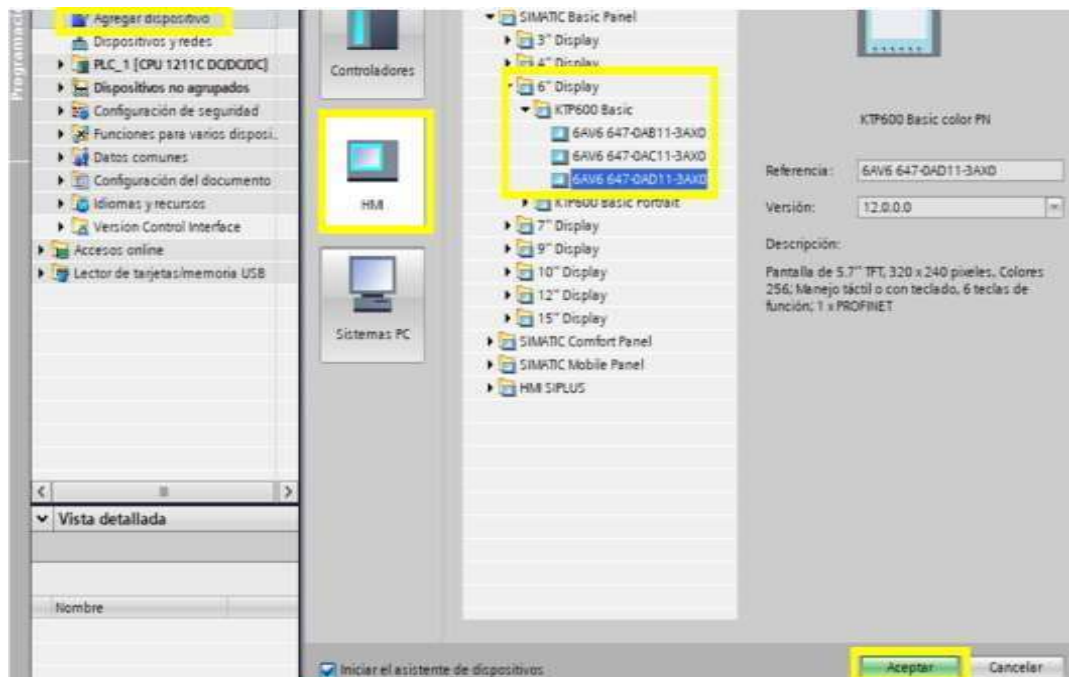 Programació
Agregar dispositivo
Dispositivos y redes
PLC_1 [CPU 1211C DC/DC/DC]
Dispositivos no agrupados
Configuración de seguridad
Funciones para varios disposi..
Datos comunes
Configuración del documento
Idiomas y recursos
Version Control Interface
Accesos online
Lector de tarjetas/memoria USB
Vista detallada
Nombre
Controladores
HMI
Sistemas PC
SIMATIC Basic Panel
3" Display
4" Display
6" Display
KTP600 Basic
6AV6 647-0AB11-3AX0
6AV6 647-0AC11-3AX0
6AV6 647-0AD11-3AX0
KTP600 Basic Portrait
7" Display
9" Display
10" Display
12" Display
15" Display
SIMATIC Comfort Panel
SIMATIC Mobile Panel
HMI SIPLUS
KTP600 Basic color PN
Referencia: 6AV6 647-0AD11-3AX0
Versión: 12.0.0.0
Descripción:
Pantalla de 5.7" TFT, 320 x 240 píxeles, Colores
256; Manejo táctil o con teclado, 6 teclas de
función; 1 x PROFINET
Iniciar el asistente de dispositivos
Aceptar
Cancelar